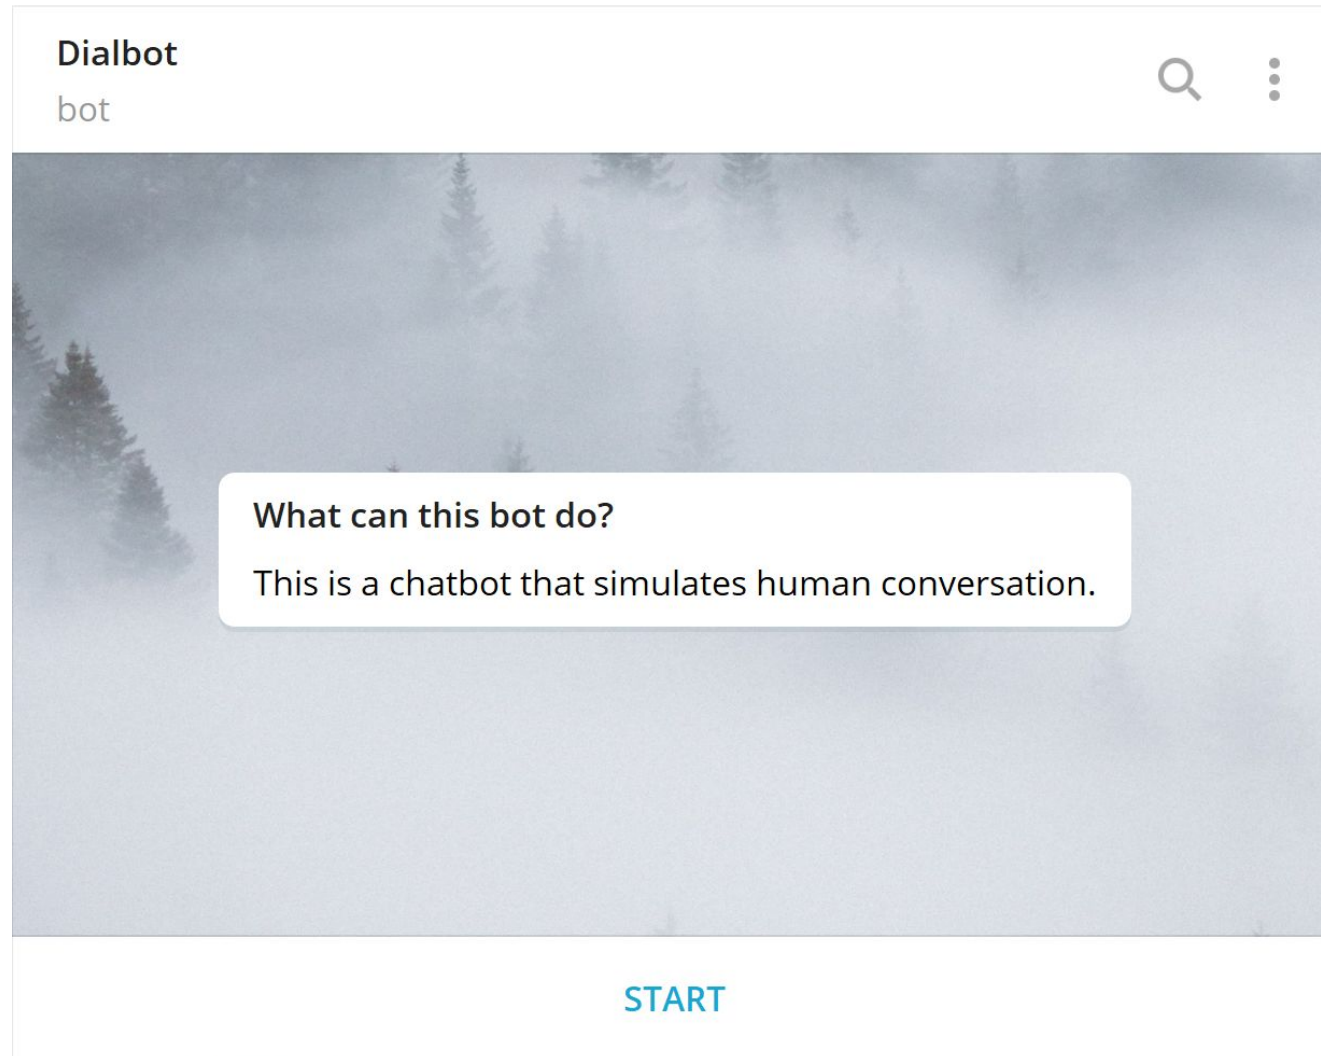 Dialbot
bot
What can this bot do?
This is a chatbot that simulates human conversation.
START